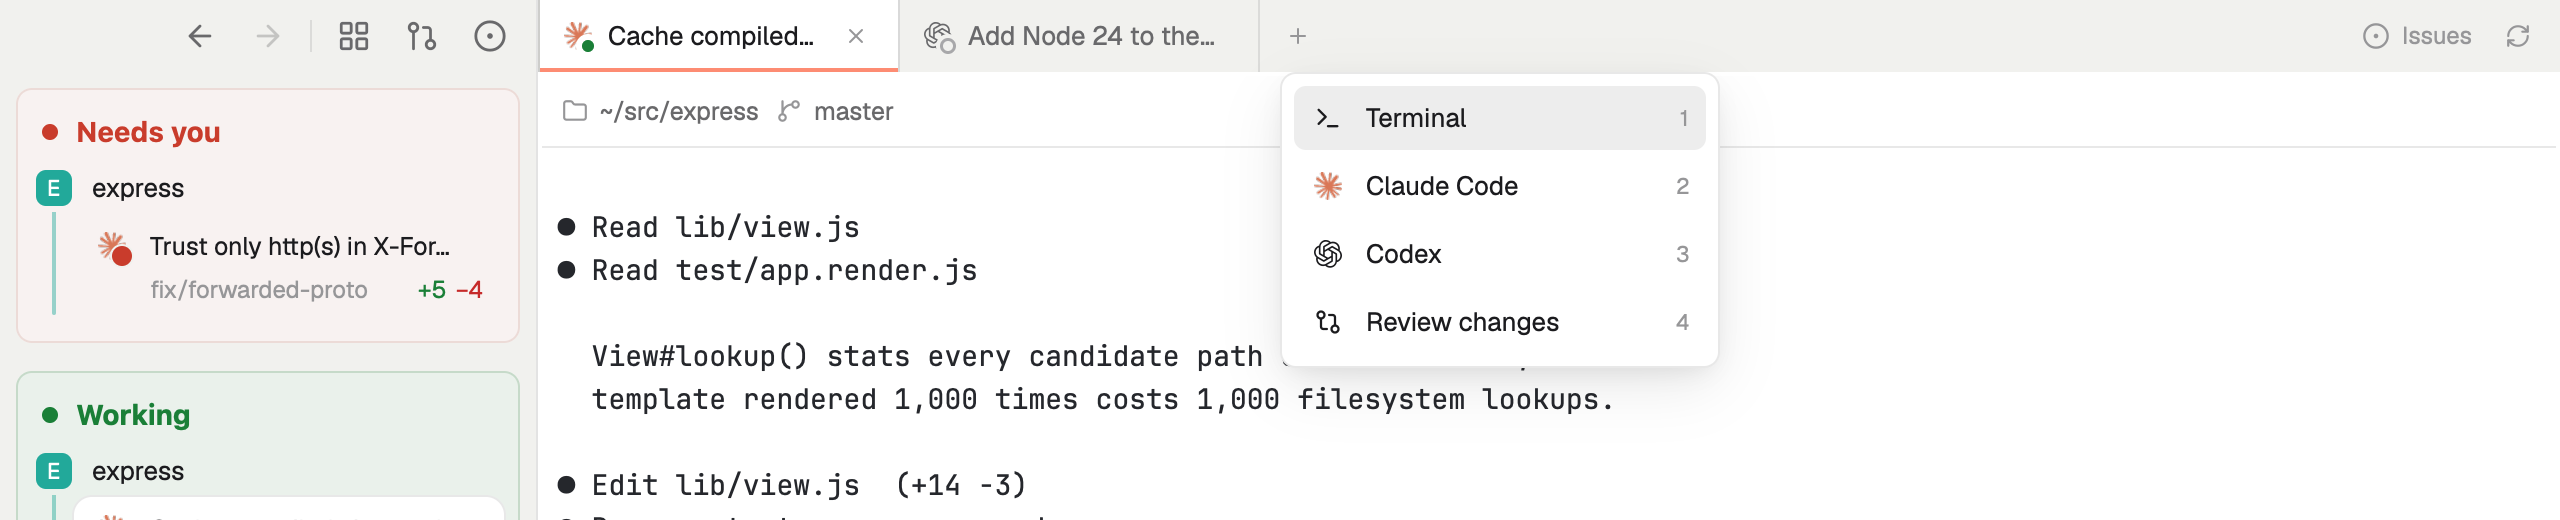 Cache compiled...
Add Node 24 to the...
Issues
Needs you
E express
Trust only http(s) in X-For...
fix/forwarded-proto +5 −4
Working
E express
~/src/express master
Terminal 1
Claude Code 2
Codex 3
Review changes 4
● Read lib/view.js
● Read test/app.render.js
View#lookup() stats every candidate path
template rendered 1,000 times costs 1,000 filesystem lookups.
● Edit lib/view.js (+14 -3)